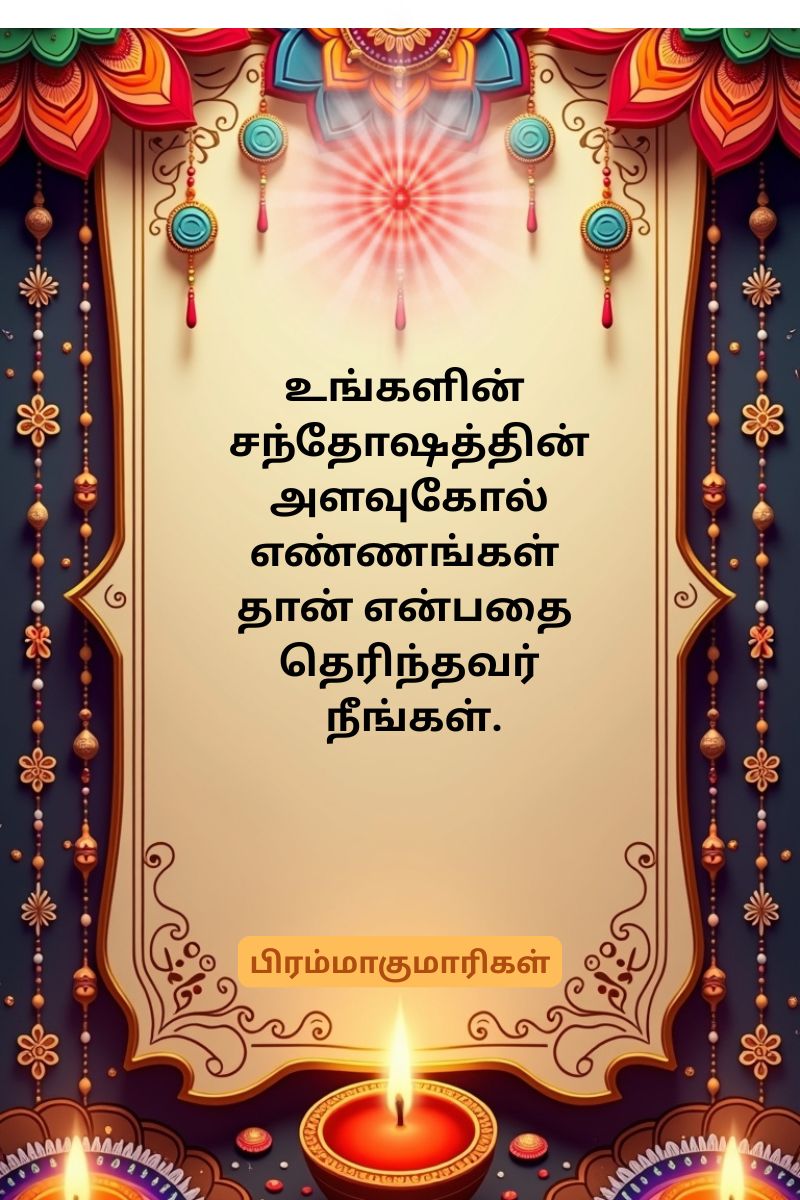 உங்களின்
சந்தோஷத்தின்
அளவுகோல்
எண்ணங்கள்
தான் என்பதை
தெரிந்தவர்
நீங்கள்.
பிரம்மாகுமாரிகள்